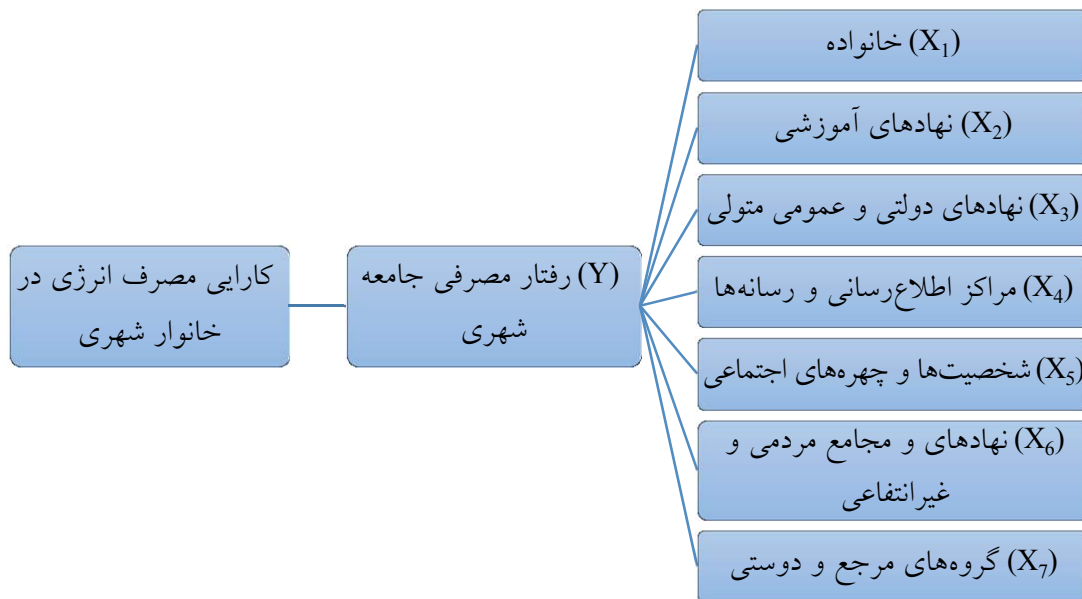 (X1) خانواده
(X2) نهادهای آموزشی
(X3) نهادهای دولتی و عمومی متولی
(X4) مراکز اطلاع‌رسانی و رسانه‌ها
(X5) شخصیت‌ها و چهره‌های اجتماعی
(X6) نهادهای و مجامع مردمی و
غیرانتفاعی
(X7) گروه‌های مرجع و دوستی
(Y) رفتار مصرفی جامعه
شهری
کارایی مصرف انرژی در
خانوار شهری